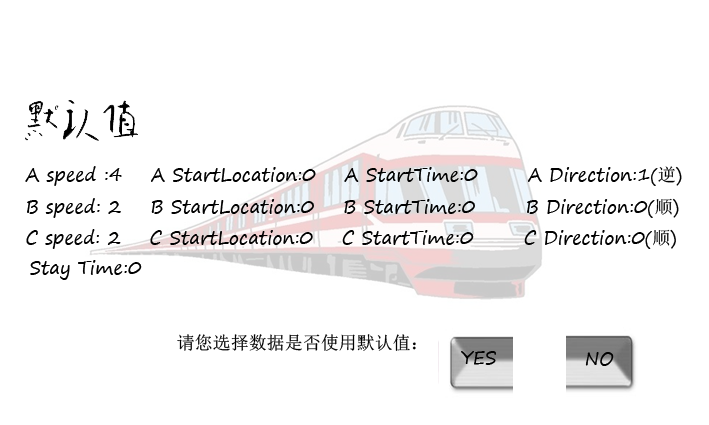 默认值
A speed :4 A StartLocation:0 A StartTime:0 A Direction:1(逆)
B speed: 2 B StartLocation:0 B StartTime:0 B Direction:0(顺)
C speed: 2 C StartLocation:0 C StartTime:0 C Direction:0(顺)
Stay Time:0
请您选择数据是否使用默认值： YES NO